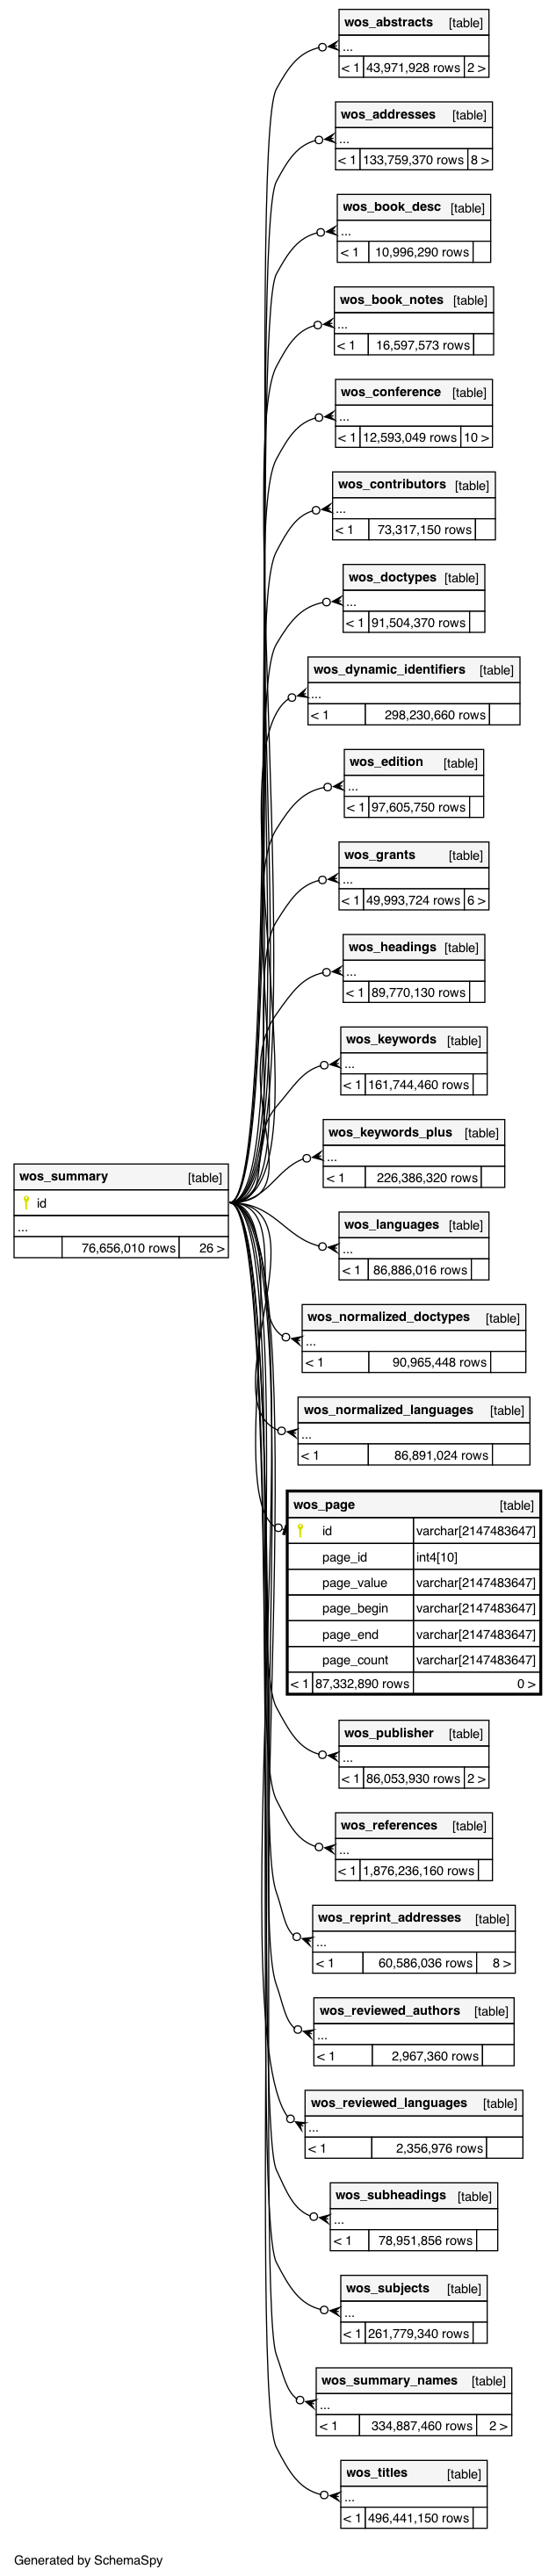 wos_abstracts [table]
...
< 1 43,971,928 rows 2 >
wos_addresses [table]
...
< 1 133,759,370 rows 8 >
wos_book_desc [table]
...
< 1 10,996,290 rows
wos_book_notes [table]
...
< 1 16,597,573 rows
wos_conference [table]
...
< 1 12,593,049 rows 10 >
wos_contributors [table]
...
< 1 73,317,150 rows
wos_doctypes [table]
...
< 1 91,504,370 rows
wos_dynamic_identifiers [table]
...
< 1 298,230,660 rows
wos_edition [table]
...
< 1 97,605,750 rows
wos_grants [table]
...
< 1 49,993,724 rows 6 >
wos_headings [table]
...
< 1 89,770,130 rows
wos_keywords [table]
...
< 1 161,744,460 rows
wos_keywords_plus [table]
...
< 1 226,386,320 rows
wos_summary [table]
id
...
76,656,010 rows 26 >
wos_languages [table]
...
< 1 86,886,016 rows
wos_normalized_doctypes [table]
...
< 1 90,965,448 rows
wos_normalized_languages [table]
...
< 1 86,891,024 rows
wos_page [table]
id varchar[2147483647]
page_id int4[10]
page_value varchar[2147483647]
page_begin varchar[2147483647]
page_end varchar[2147483647]
page_count varchar[2147483647]
< 1 87,332,890 rows 0 >
wos_publisher [table]
...
< 1 86,053,930 rows 2 >
wos_references [table]
...
< 1 1,876,236,160 rows
wos_reprint_addresses [table]
...
< 1 60,586,036 rows 8 >
wos_reviewed_authors [table]
...
< 1 2,967,360 rows
wos_reviewed_languages [table]
...
< 1 2,356,976 rows
wos_subheadings [table]
...
< 1 78,951,856 rows
wos_subjects [table]
...
< 1 261,779,340 rows
wos_summary_names [table]
...
< 1 334,887,460 rows 2 >
wos_titles [table]
...
< 1 496,441,150 rows
Generated by SchemaSpy